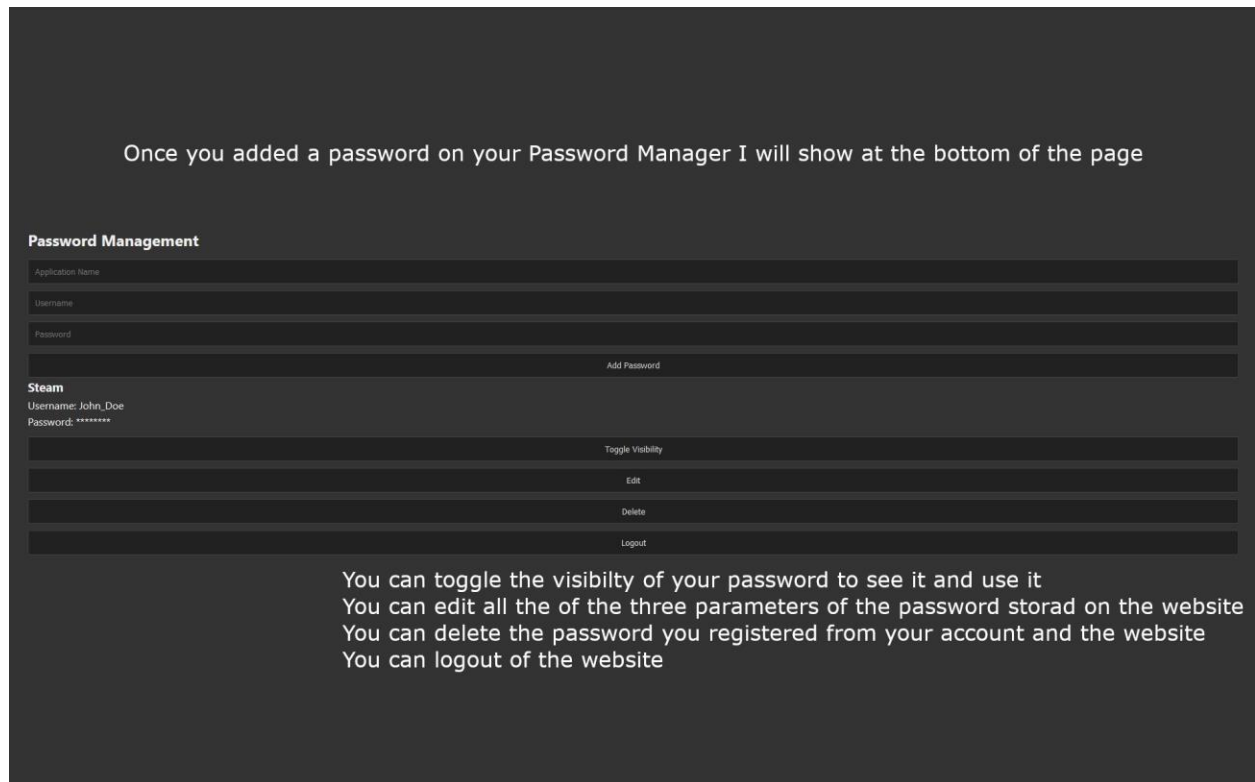 Once you added a password on your Password Manager I will show at the bottom of the page
Password Management
Application Name
Username
Password
Add Password
Steam
Username: John_Doe
Password: ********
Toggle Visibility
Edit
Delete
Logout
You can toggle the visibilty of your password to see it and use it
You can edit all the of the three parameters of the password storad on the website
You can delete the password you registered from your account and the website
You can logout of the website